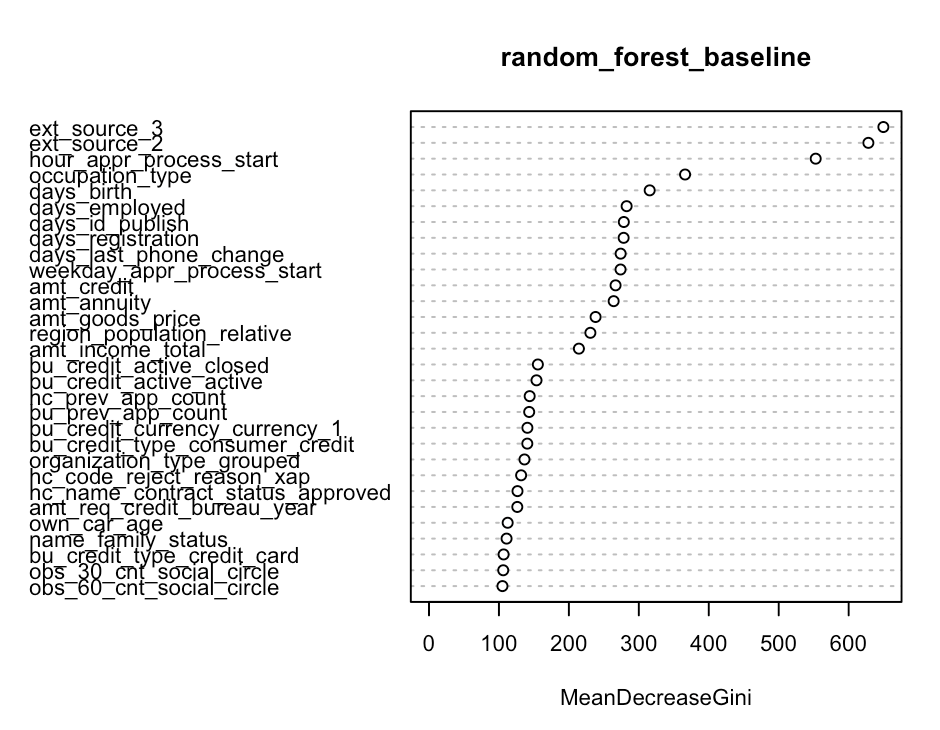 random_forest_baseline
ext_source_3
ext_source_2
hour_appr_process_start
occupation_type
days_birth
days_employed
days_id_publish
days_registration
days_last_phone_change
weekday_appr_process_start
amt_credit
amt_annuity
amt_goods_price
region_population_relative
amt_income_total
bu_credit_active_closed
bu_credit_active_active
hc_prev_app_count
bu_prev_app_count
bu_credit_currency_currency_1
bu_credit_type_consumer_credit
organization_type_grouped
hc_code_reject_reason_xap
hc_name_contract_status_approved
amt_req_credit_bureau_year
own_car_age
name_family_status
bu_credit_type_credit_card
obs_30_cnt_social_circle
obs_60_cnt_social_circle
0 100 200 300 400 500 600
MeanDecreaseGini